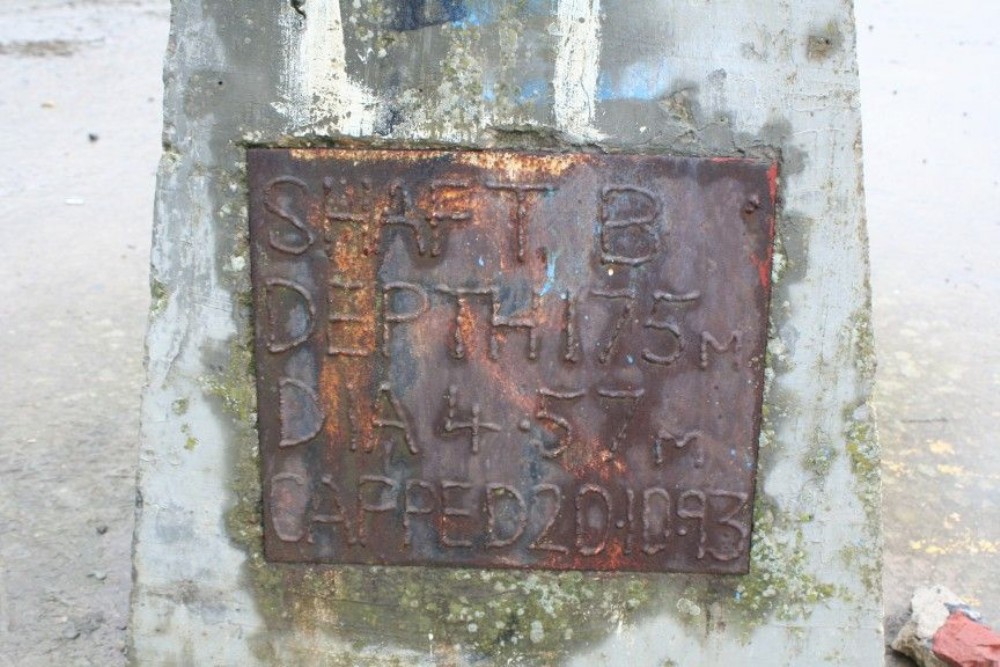 SHAFT. B
DEPTH 175M
DIA 4.57M
CAPPED 20.10.93